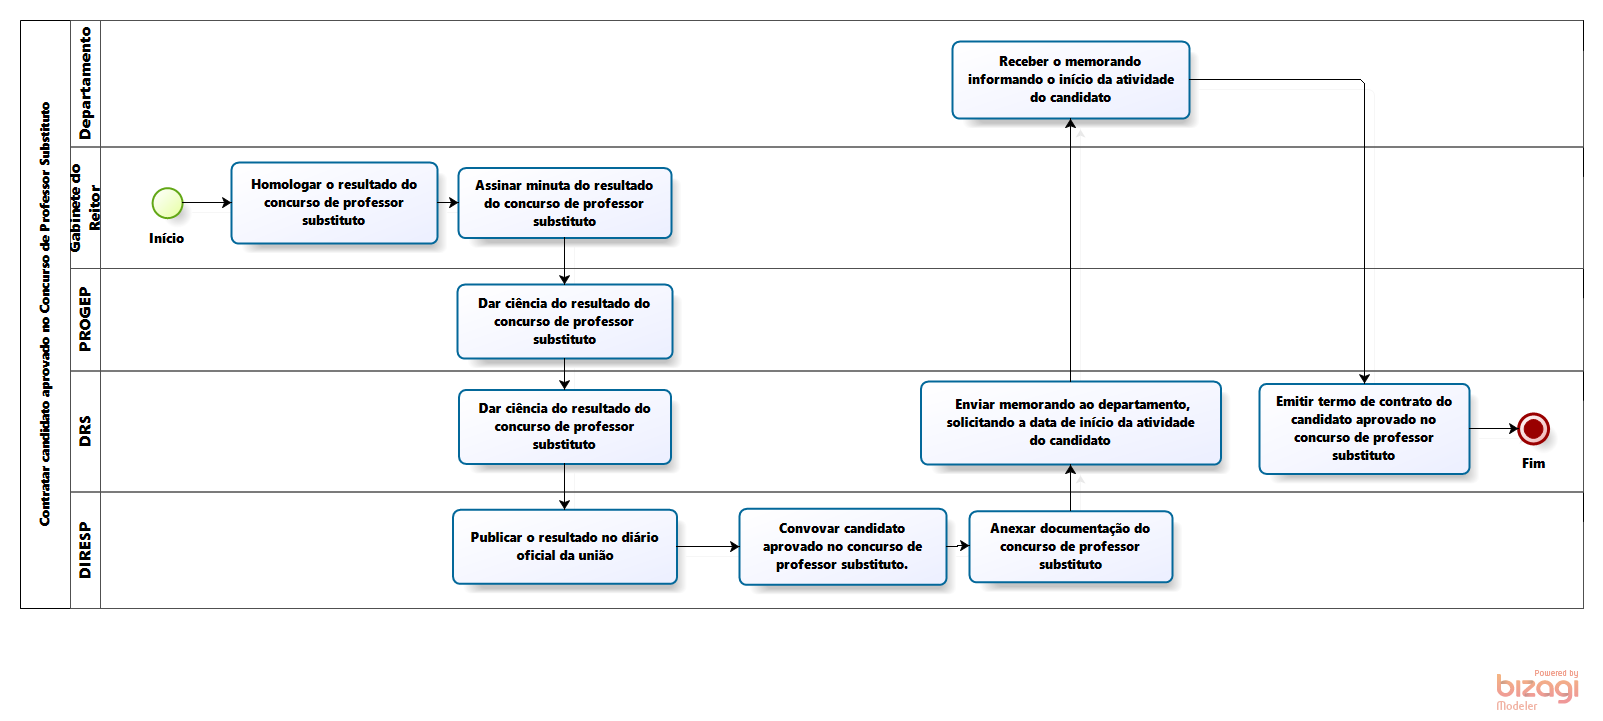 Contratar candidato aprovado no Concurso de Professor Substituto
Departamento
Receber o memorando
informando o início da atividade
do candidato
Gabinete do
Reitor
Início
Homologar o resultado do
concurso de professor
substituto
Assinar minuta do resultado
do concurso de professor
substituto
PROGEP
Dar ciência do resultado do
concurso de professor
substituto
DRS
Dar ciência do resultado do
concurso de professor
substituto
Enviar memorando ao departamento,
solicitando a data de início da atividade
do candidato
Emitir termo de contrato do
candidato aprovado no
concurso de professor
substituto
Fim
DIRESP
Publicar o resultado no diário
oficial da união
Convovar candidato
aprovado no concurso de
professor substituto.
Anexar documentação do
concurso de professor
substituto
Powered by
bizagi
Modeler